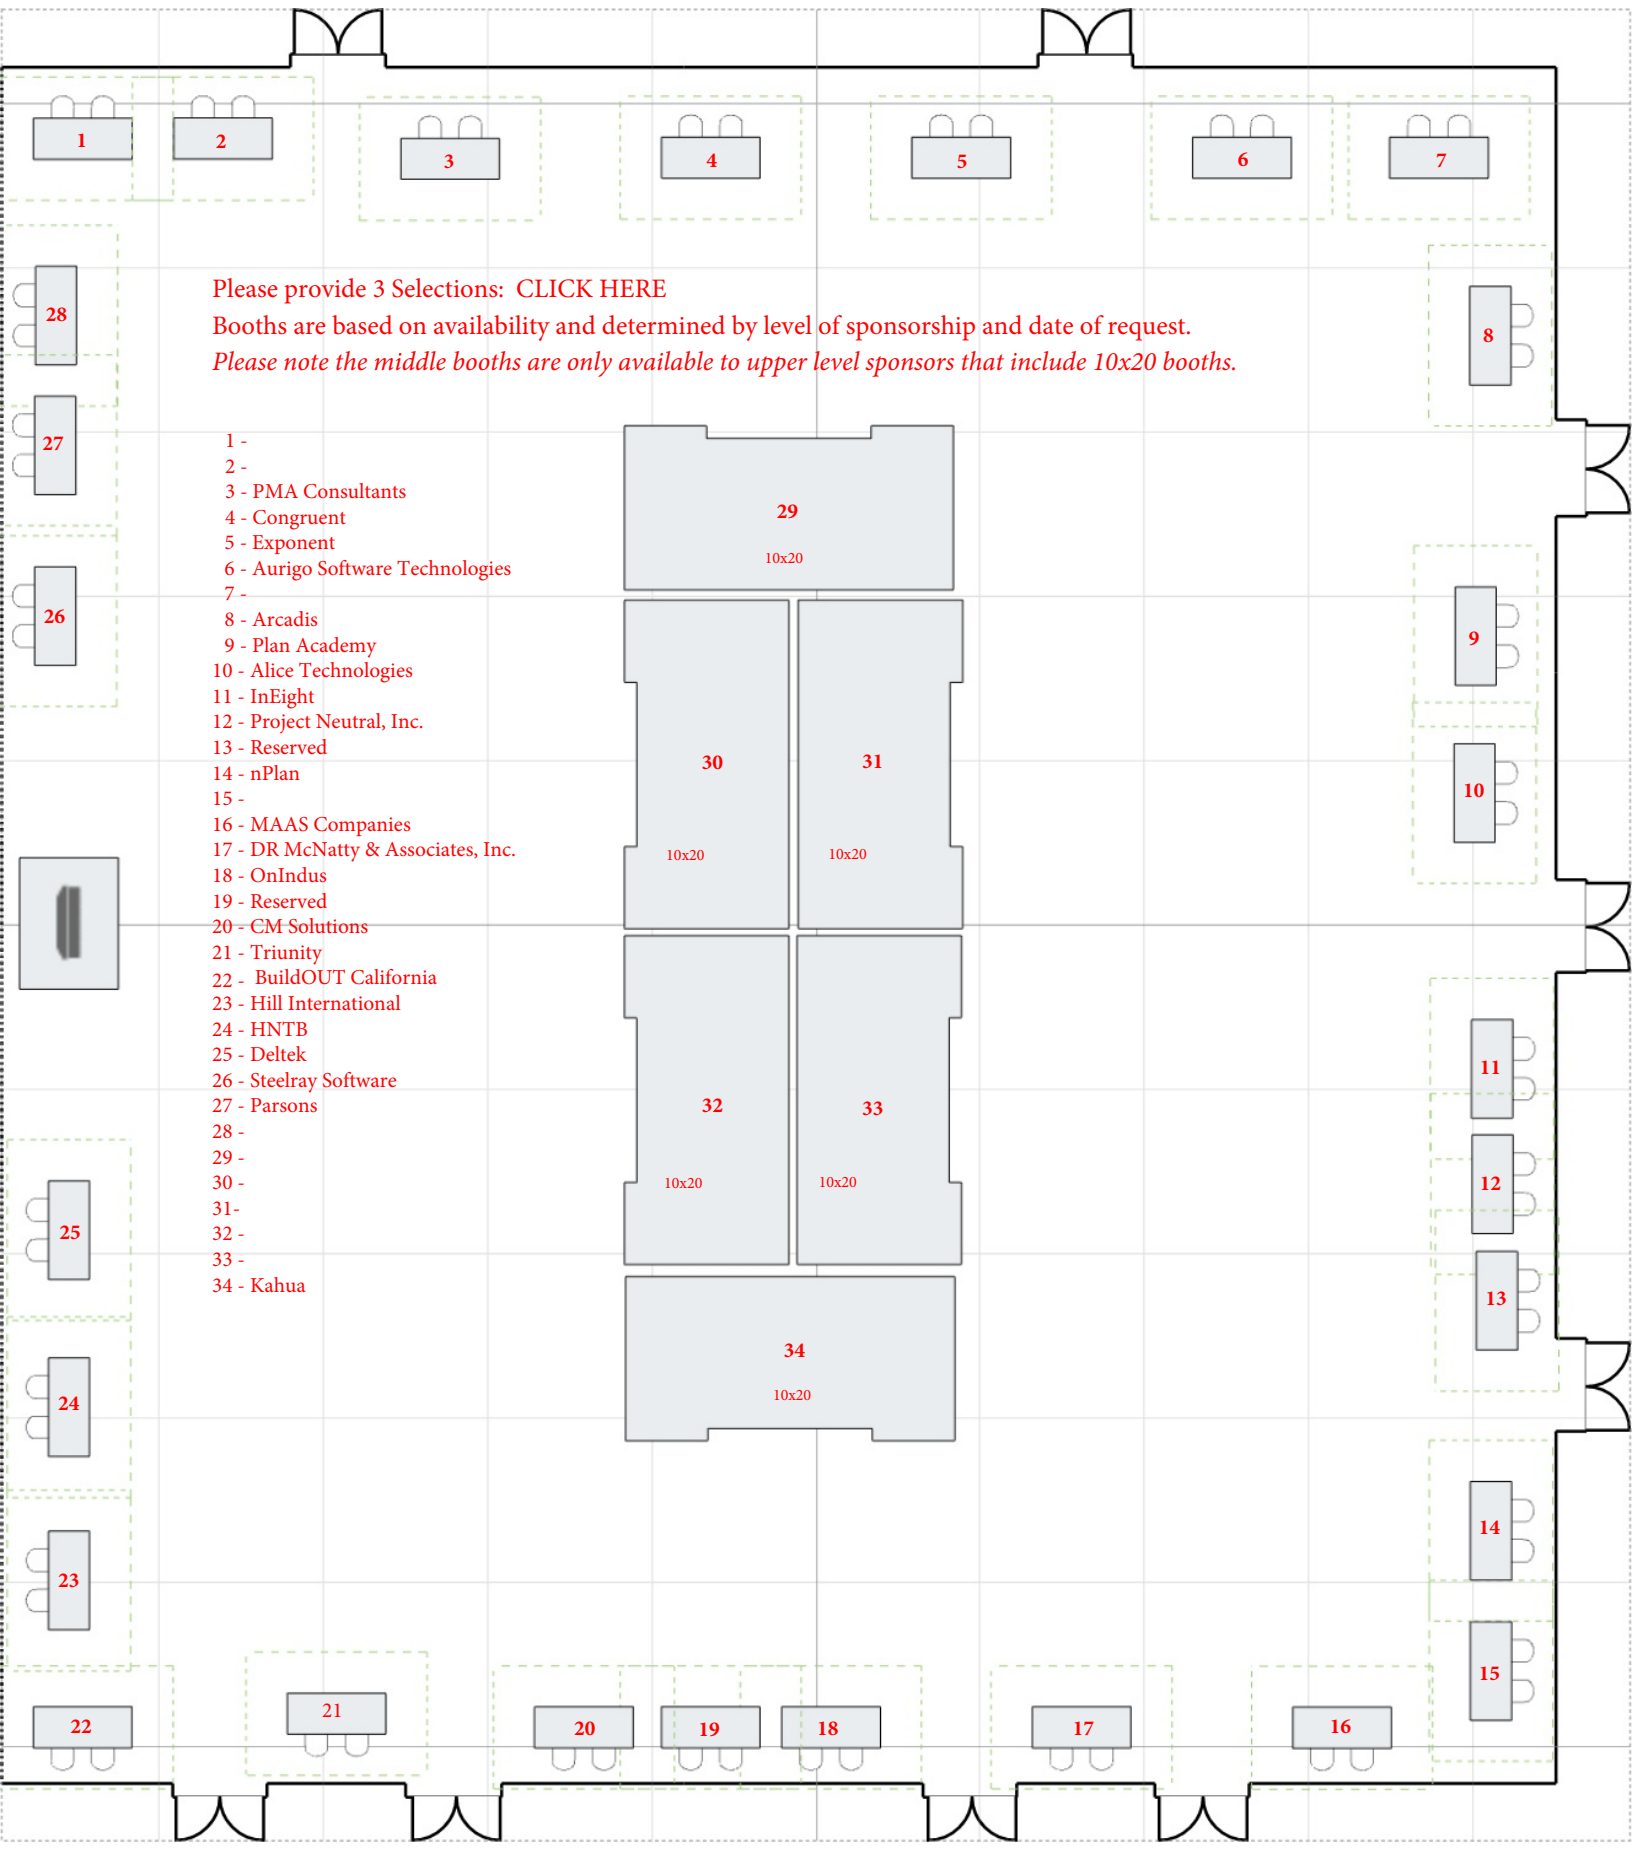 1
2
3
4
5
6
7
28
8
Please provide 3 Selections:  CLICK HERE
Booths are based on availability and determined by level of sponsorship and date of request.
Please note the middle booths are only available to upper level sponsors that include 10x20 booths.
27
26
1 -
2 -
3 - PMA Consultants
4 - Congruent
5 - Exponent
6 - Aurigo Software Technologies
7 -
8 - Arcadis
9 - Plan Academy
10 - Alice Technologies
11 - InEight
12 - Project Neutral, Inc.
13 - Reserved
14 - nPlan
15 -
16 - MAAS Companies
17 - DR McNatty & Associates, Inc.
18 - OnIndus
19 - Reserved
20 - CM Solutions
21 - Triunity
22 - BuildOUT California
23 - Hill International
24 - HNTB
25 - Deltek
26 - Steelray Software
27 - Parsons
28 -
29 -
30 -
31-
32 -
33 -
34 - Kahua
29
10x20
30
31
10x20
10x20
32
33
10x20
10x20
34
10x20
9
10
11
12
13
14
15
25
24
23
22
21
20
19
18
17
16